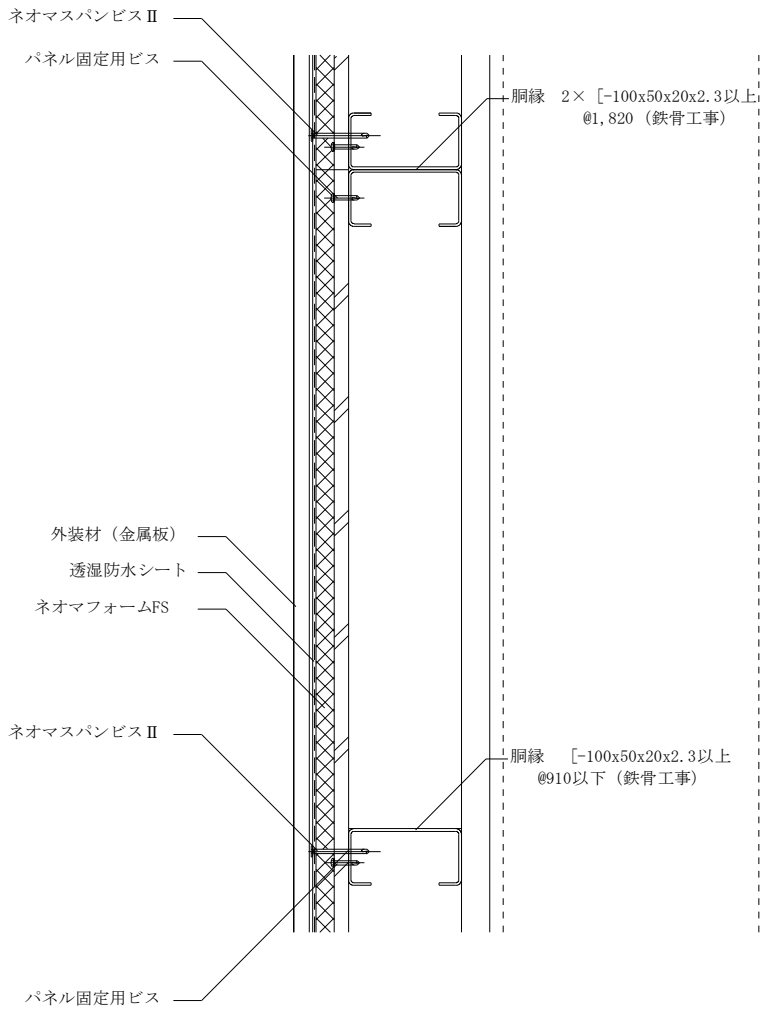 ネオマスパンビスⅡ
パネル固定用ビス
胴縁　2×［-100x50x20x2.3以上
@1,820（鉄骨工事）
外装材（金属板）
透湿防水シート
ネオマフォームFS
ネオマスパンビスⅡ
胴縁　［-100x50x20x2.3以上
@910以下（鉄骨工事）
パネル固定用ビス